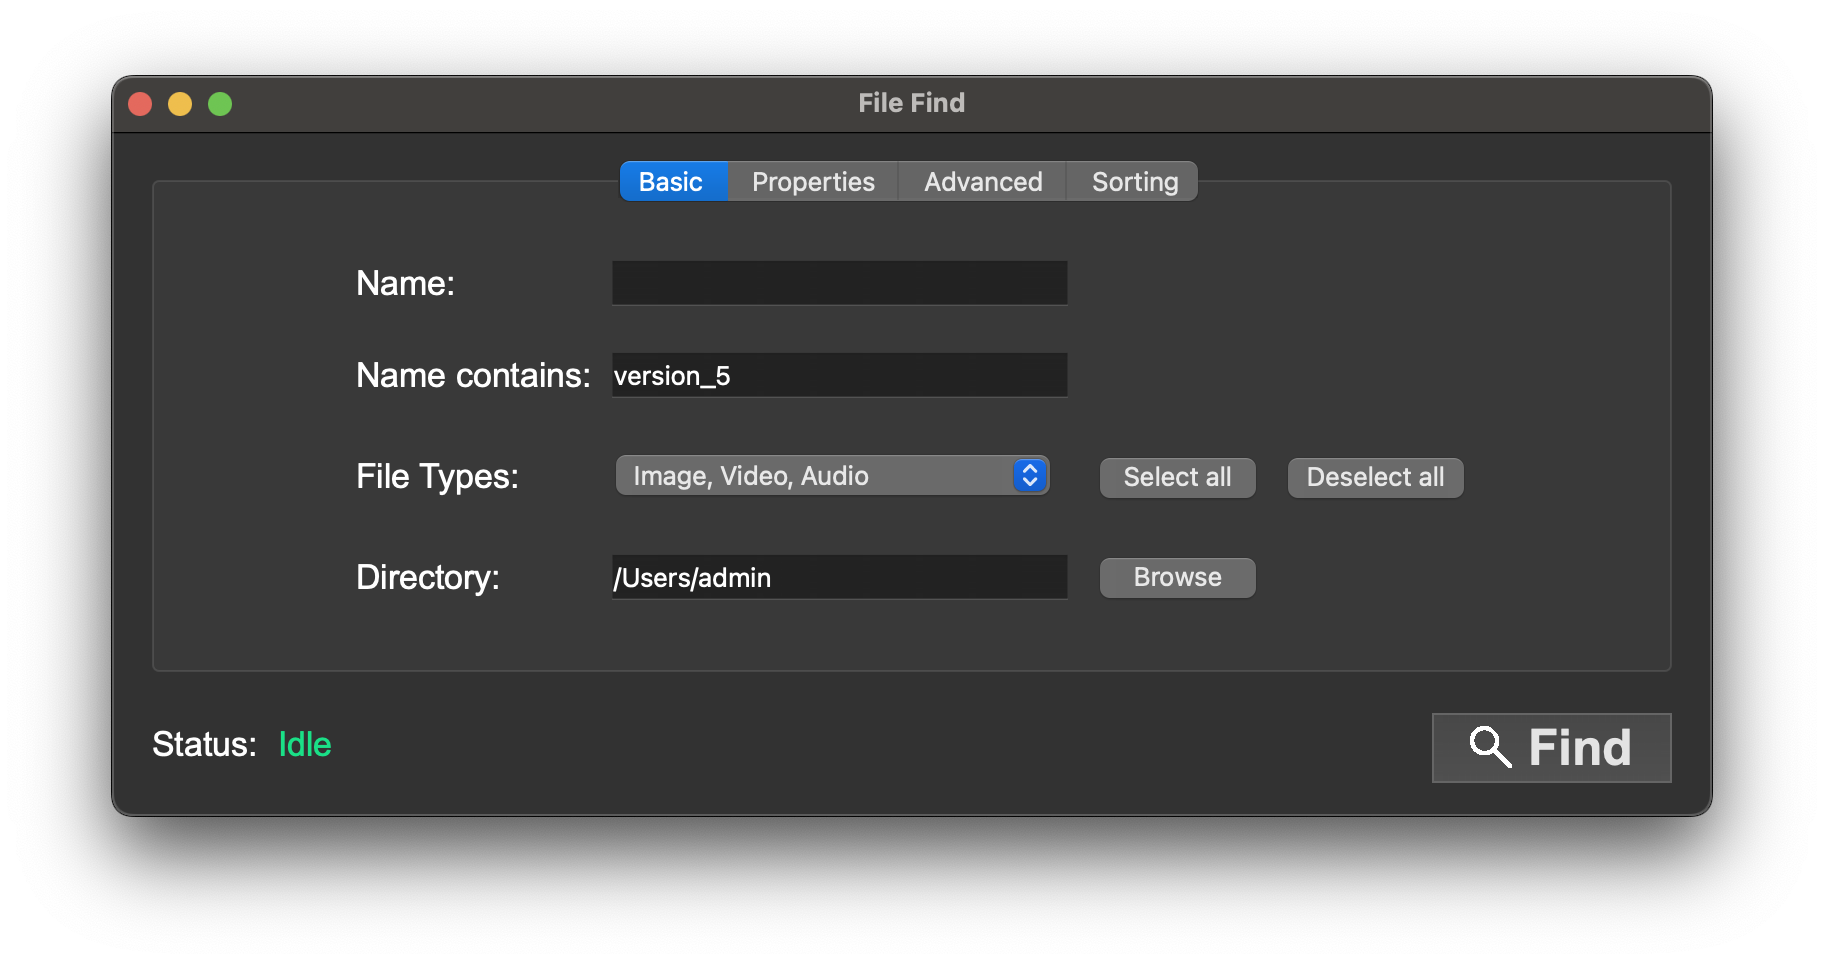 File Find
Basic Properties Advanced Sorting
Name:
Name contains: version_5
File Types: Image, Video, Audio Select all Deselect all
Directory: /Users/admin Browse
Status: Idle Find